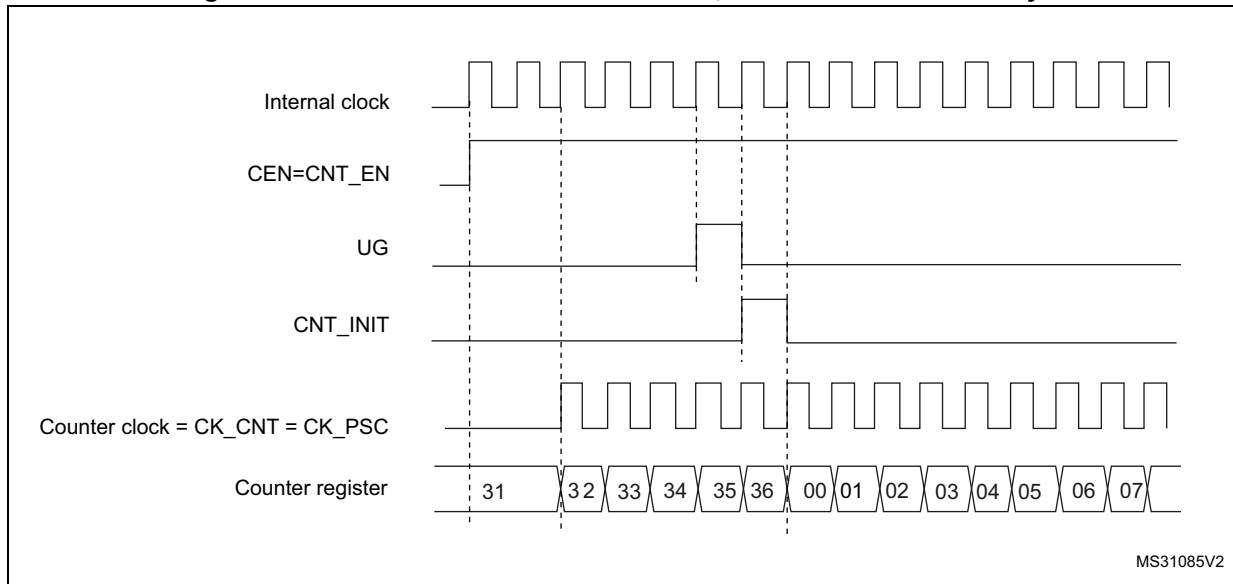 Internal clock
CEN=CNT_EN
UG
CNT_INIT
Counter clock = CK_CNT = CK_PSC
Counter register 31 32 33 34 35 36 00 01 02 03 04 05 06 07
MS31085V2